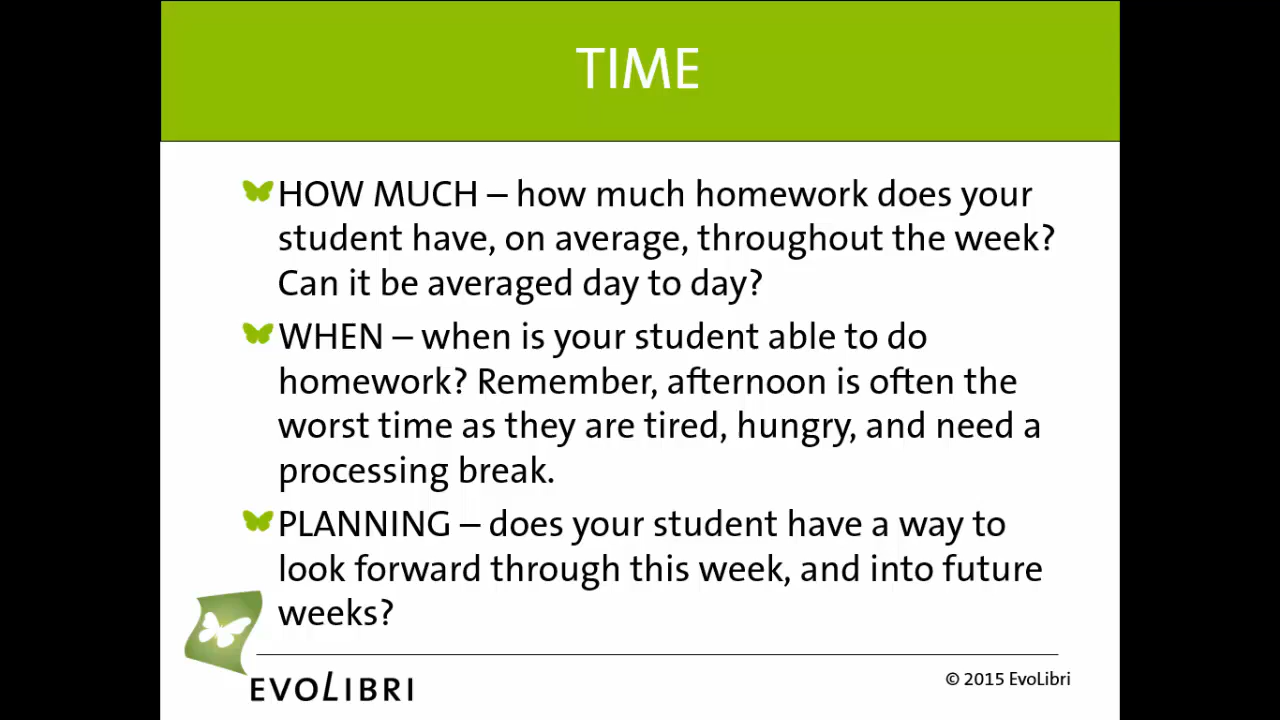 TIME
HOW MUCH – how much homework does your
student have, on average, throughout the week?
Can it be averaged day to day?
WHEN – when is your student able to do
homework? Remember, afternoon is often the
worst time as they are tired, hungry, and need a
processing break.
PLANNING – does your student have a way to
look forward through this week, and into future
weeks?
EVOLIBRI
© 2015 EvoLibri